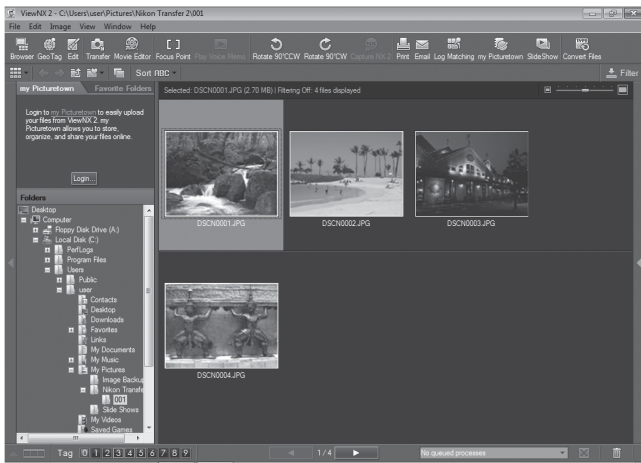 ViewNX 2 - C:\Users\user\Pictures\Nikon Transfer 2\001
File Edit Image View Window Help
Browser GeoTag Edit Transfer Movie Editor Focus Point Play Voice Memo Rotate 90°CCW Rotate 90°CW Capture NX 2 Print Email Log Matching my Picturetown SlideShow Convert Files
Sort ABC Filter
my Picturetown Favorite Folders
Selected: DSCN0001.JPG (2.70 MB) | Filtering Off: 4 files displayed
Login to my Picturetown to easily upload
your files from ViewNX 2. my
Picturetown allows you to store,
organize, and share your files online.
Login...
Folders
Desktop
Computer
Floppy Disk Drive (A:)
Local Disk (C:)
PerfLogs
Program Files
Users
Public
user
Contacts
Desktop
Downloads
Favorites
Links
My Documents
My Music
My Pictures
Image Backup
Nikon Transfe
001
Slide Shows
My Videos
Saved Games
DSCN0001.JPG DSCN0002.JPG DSCN0003.JPG
DSCN0004.JPG
Tag 0 1 2 3 4 5 6 7 8 9
1/4
No queued processes